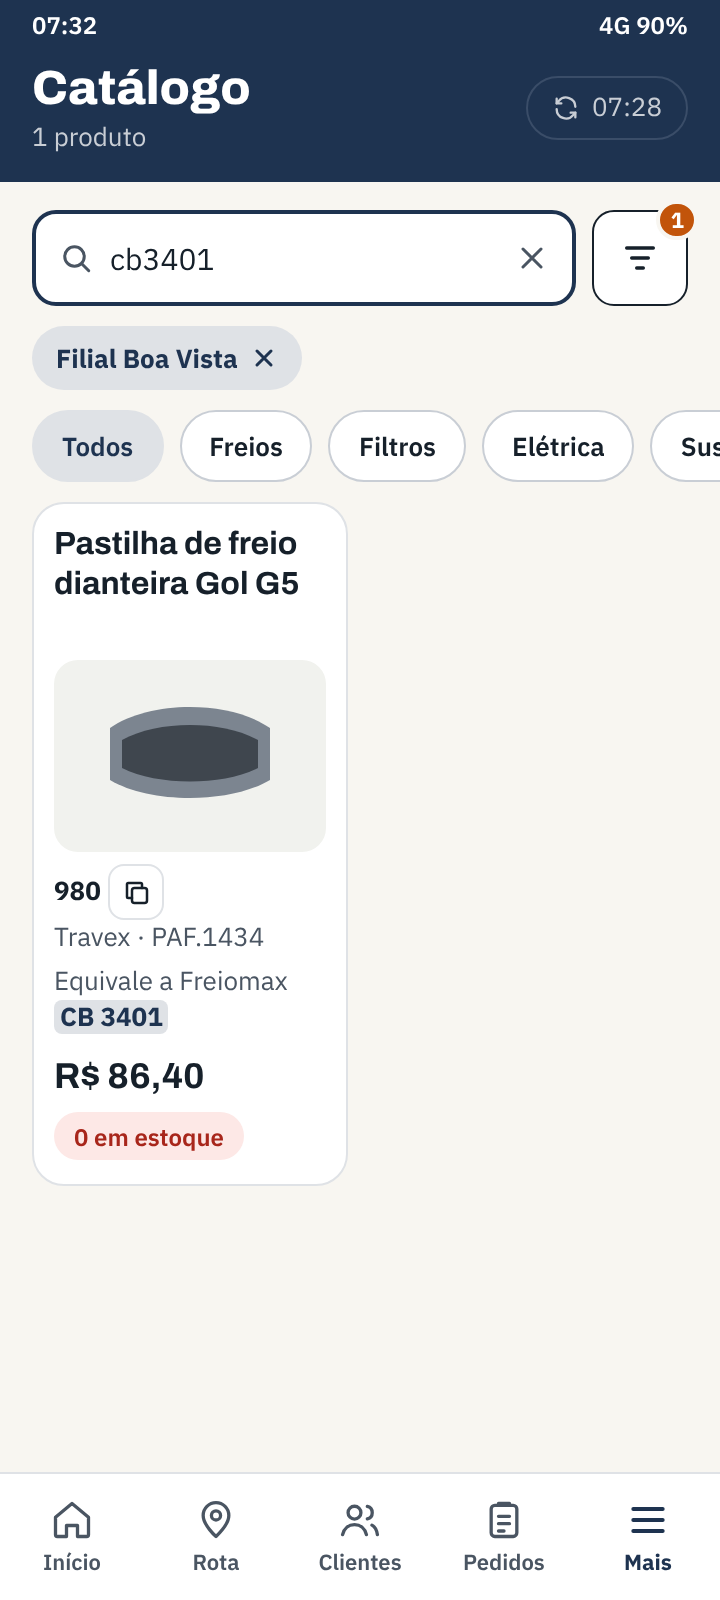 07:32
4G 90%
Catálogo
1 produto
07:28
cb3401
1
Filial Boa Vista
Todos
Freios
Filtros
Elétrica
Sus
Pastilha de freio
dianteira Gol G5
980
Travex · PAF.1434
Equivale a Freiomax
CB 3401
R$ 86,40
0 em estoque
Início
Rota
Clientes
Pedidos
Mais